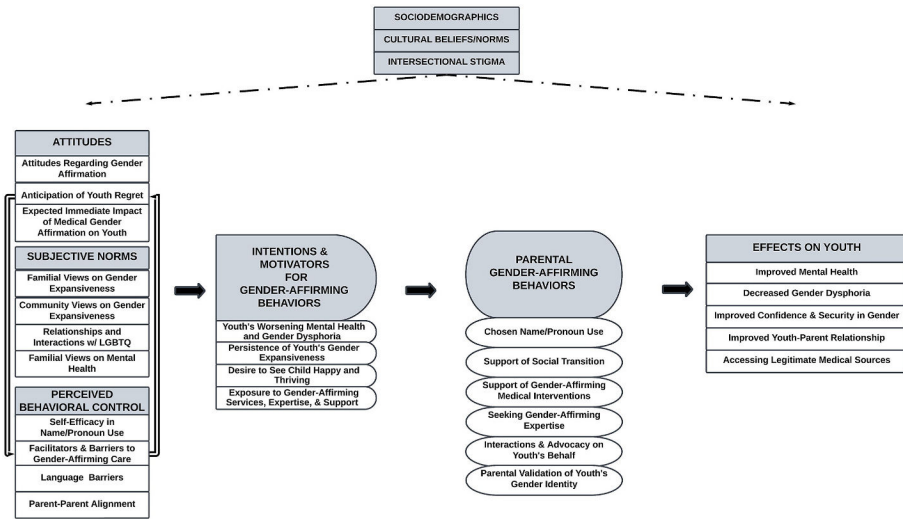 SOCIODEMOGRAPHICS
CULTURAL BELIEFS/NORMS
INTERSECTIONAL STIGMA
ATTITUDES
Attitudes Regarding Gender
Affirmation
Anticipation of Youth Regret
Expected Immediate Impact
of Medical Gender
Affirmation on Youth
SUBJECTIVE NORMS
Familial Views on Gender
Expansiveness
Community Views on Gender
Expansiveness
Relationships and
Interactions w/ LGBTQ
Familial Views on Mental
Health
PERCEIVED
BEHAVIORAL CONTROL
Self-Efficacy in
Name/Pronoun Use
Facilitators & Barriers to
Gender-Affirming Care
Language Barriers
Parent-Parent Alignment
INTENTIONS &
MOTIVATORS
FOR
GENDER-AFFIRMING
BEHAVIORS
Youth's Worsening Mental Health
and Gender Dysphoria
Persistence of Youth's Gender
Expansiveness
Desire to See Child Happy and
Thriving
Exposure to Gender-Affirming
Services, Expertise, & Support
PARENTAL
GENDER-AFFIRMING
BEHAVIORS
Chosen Name/Pronoun Use
Support of Social Transition
Support of Gender-Affirming
Medical Interventions
Seeking Gender-Affirming
Expertise
Interactions & Advocacy on
Youth's Behalf
Parental Validation of Youth's
Gender Identity
EFFECTS ON YOUTH
Improved Mental Health
Decreased Gender Dysphoria
Improved Confidence & Security in Gender
Improved Youth-Parent Relationship
Accessing Legitimate Medical Sources